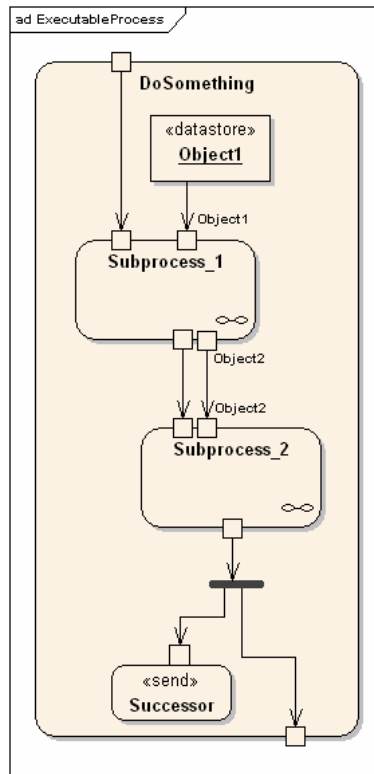 ad ExecutableProcess
DoSomething
«datastore»
Object1
Object1
Subprocess_1
Object2
Object2
Subprocess_2
«send»
Successor